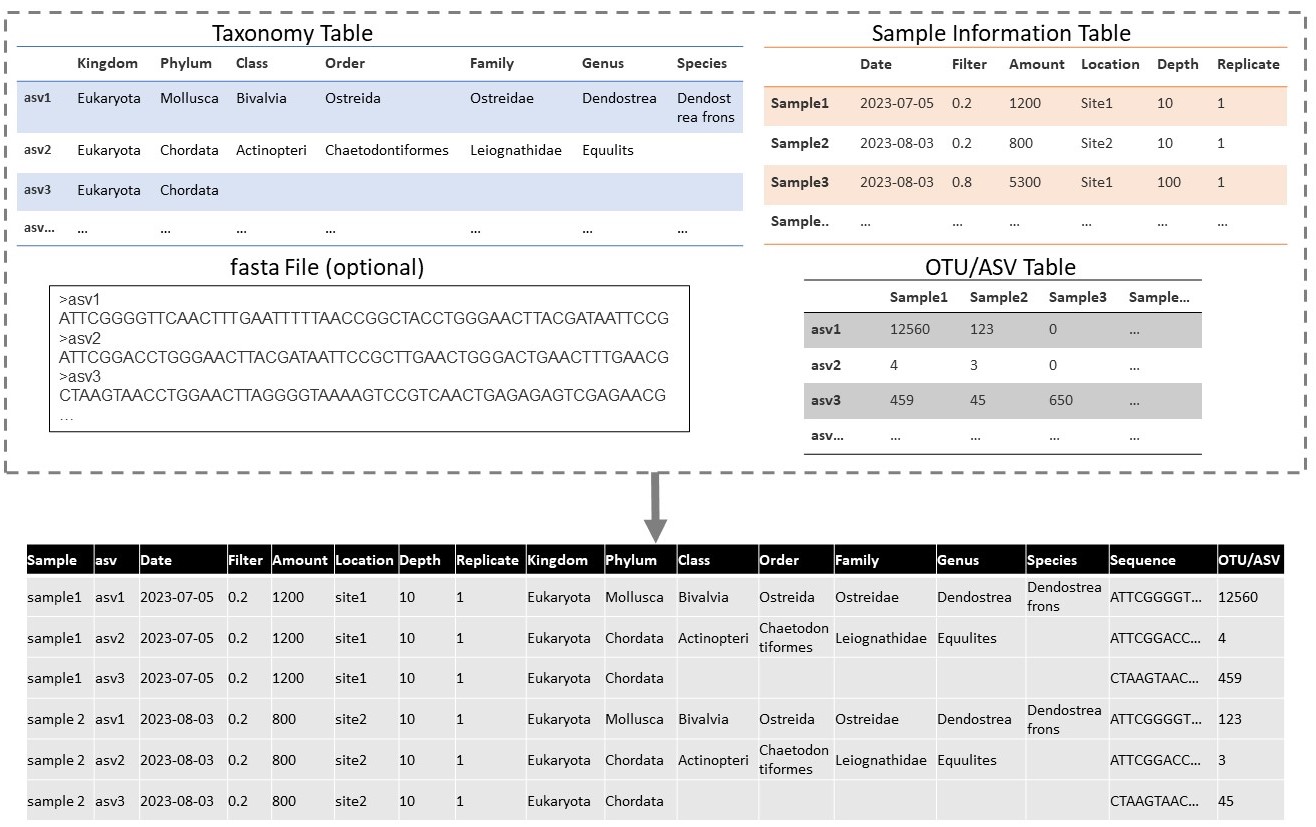 Taxonomy Table
Kingdom Phylum Class Order Family Genus Species
asv1 Eukaryota Mollusca Bivalvia Ostreida Ostreidae Dendostrea Dendost
rea frons
asv2 Eukaryota Chordata Actinopteri Chaetodontiformes Leiognathidae Equulits
asv3 Eukaryota Chordata
asv... ... ... ... ... ... ... ...
Sample Information Table
Date Filter Amount Location Depth Replicate
Sample1 2023-07-05 0.2 1200 Site1 10 1
Sample2 2023-08-03 0.2 800 Site2 10 1
Sample3 2023-08-03 0.8 5300 Site1 100 1
Sample.. ... ... ... ... ... ...
fasta File (optional)
>asv1
ATTCGGGGTTCAACTTTGAATTTTTAACCGGCTACCTGGGAACTTACGATAATTCCG
>asv2
ATTCGGACCTGGGAACTTACGATAATTCCGCTTGAACTGGGACTGAACTTTGAACG
>asv3
CTAAGTAACCTGGAACTTAGGGGTAAAAGTCCGTCAACTGAGAGAGTCGAGAACG
...
OTU/ASV Table
Sample1 Sample2 Sample3 Sample...
asv1 12560 123 0 ...
asv2 4 3 0 ...
asv3 459 45 650 ...
asv... ... ... ... ...
Sample asv Date Filter Amount Location Depth Replicate Kingdom Phylum Class Order Family Genus Species Sequence OTU/ASV
sample1 asv1 2023-07-05 0.2 1200 site1 10 1 Eukaryota Mollusca Bivalvia Ostreida Ostreidae Dendostrea Dendostrea frons ATTCGGGGT... 12560
sample1 asv2 2023-07-05 0.2 1200 site1 10 1 Eukaryota Chordata Actinopteri Chaetodon tiformes Leiognathidae Equulites ATTCGGACC... 4
sample1 asv3 2023-07-05 0.2 1200 site1 10 1 Eukaryota Chordata CTAAGTAAC... 459
sample 2 asv1 2023-08-03 0.2 800 site2 10 1 Eukaryota Mollusca Bivalvia Ostreida Ostreidae Dendostrea Dendostrea frons ATTCGGGGT... 123
sample 2 asv2 2023-08-03 0.2 800 site2 10 1 Eukaryota Chordata Actinopteri Chaetodon tiformes Leiognathidae Equulites ATTCGGACC... 3
sample 2 asv3 2023-08-03 0.2 800 site2 10 1 Eukaryota Chordata CTAAGTAAC... 45